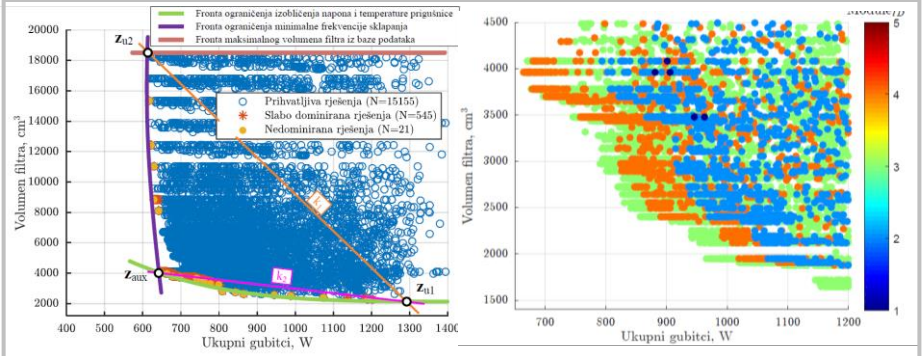 Fronta ograničenja izobličenja napona i temperature prigušnice
Fronta ograničenja minimalne frekvencije sklapanja
Fronta maksimalnog volumena filtra iz baze podataka
z_u2
Prihvatljiva rješenja (N=15155)
Slabo dominirana rješenja (N=545)
Nedominirana rješenja (N=21)
k_1
k_2
z_aux
z_u1
Volumen filtra, cm³
20000
18000
16000
14000
12000
10000
8000
6000
4000
2000
400 500 600 700 800 900 1000 1100 1200 1300 1400
Ukupni gubitci, W
Volumen filtra, cm³
4500
4000
3500
3000
2500
2000
1500
700 800 900 1000 1100 1200
Ukupni gubitci, W
5
4
3
2
1